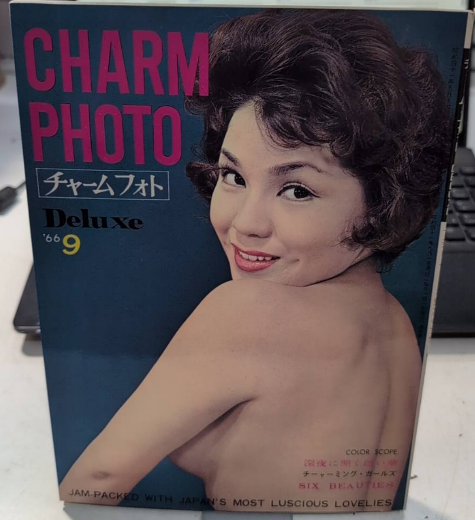 CHARM
PHOTO
チャームフォト
Deluxe
'66 9
COLOR SCOPE
チャーミング・ガールズ
SIX BEAUTIES
JAM-PACKED WITH JAPAN'S MOST LUSCIOUS LOVELIES